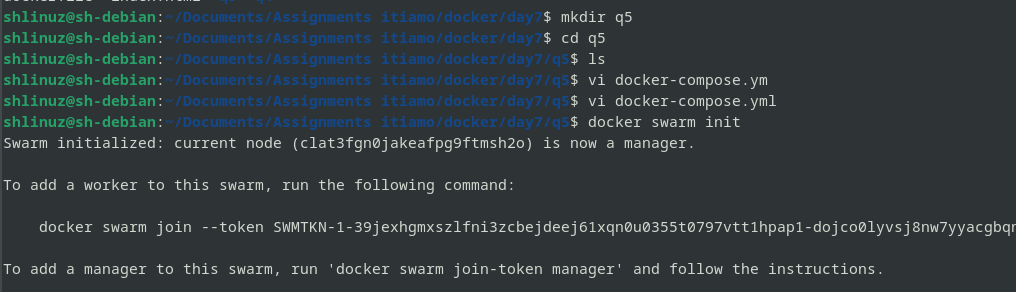 shlinuz@sh-debian:~/Documents/Assignments itiamo/docker/day7$ mkdir q5
shlinuz@sh-debian:~/Documents/Assignments itiamo/docker/day7$ cd q5
shlinuz@sh-debian:~/Documents/Assignments itiamo/docker/day7/q5$ ls
shlinuz@sh-debian:~/Documents/Assignments itiamo/docker/day7/q5$ vi docker-compose.ym
shlinuz@sh-debian:~/Documents/Assignments itiamo/docker/day7/q5$ vi docker-compose.yml
shlinuz@sh-debian:~/Documents/Assignments itiamo/docker/day7/q5$ docker swarm init
Swarm initialized: current node (clat3fgn0jakeafpg9ftmsh2o) is now a manager.
To add a worker to this swarm, run the following command:
docker swarm join --token SWMTKN-1-39jexhgmxszlfni3zcbejdeej61xqn0u0355t0797vtt1hpap1-dojco0lyvsj8nw7yyacgbqr
To add a manager to this swarm, run 'docker swarm join-token manager' and follow the instructions.